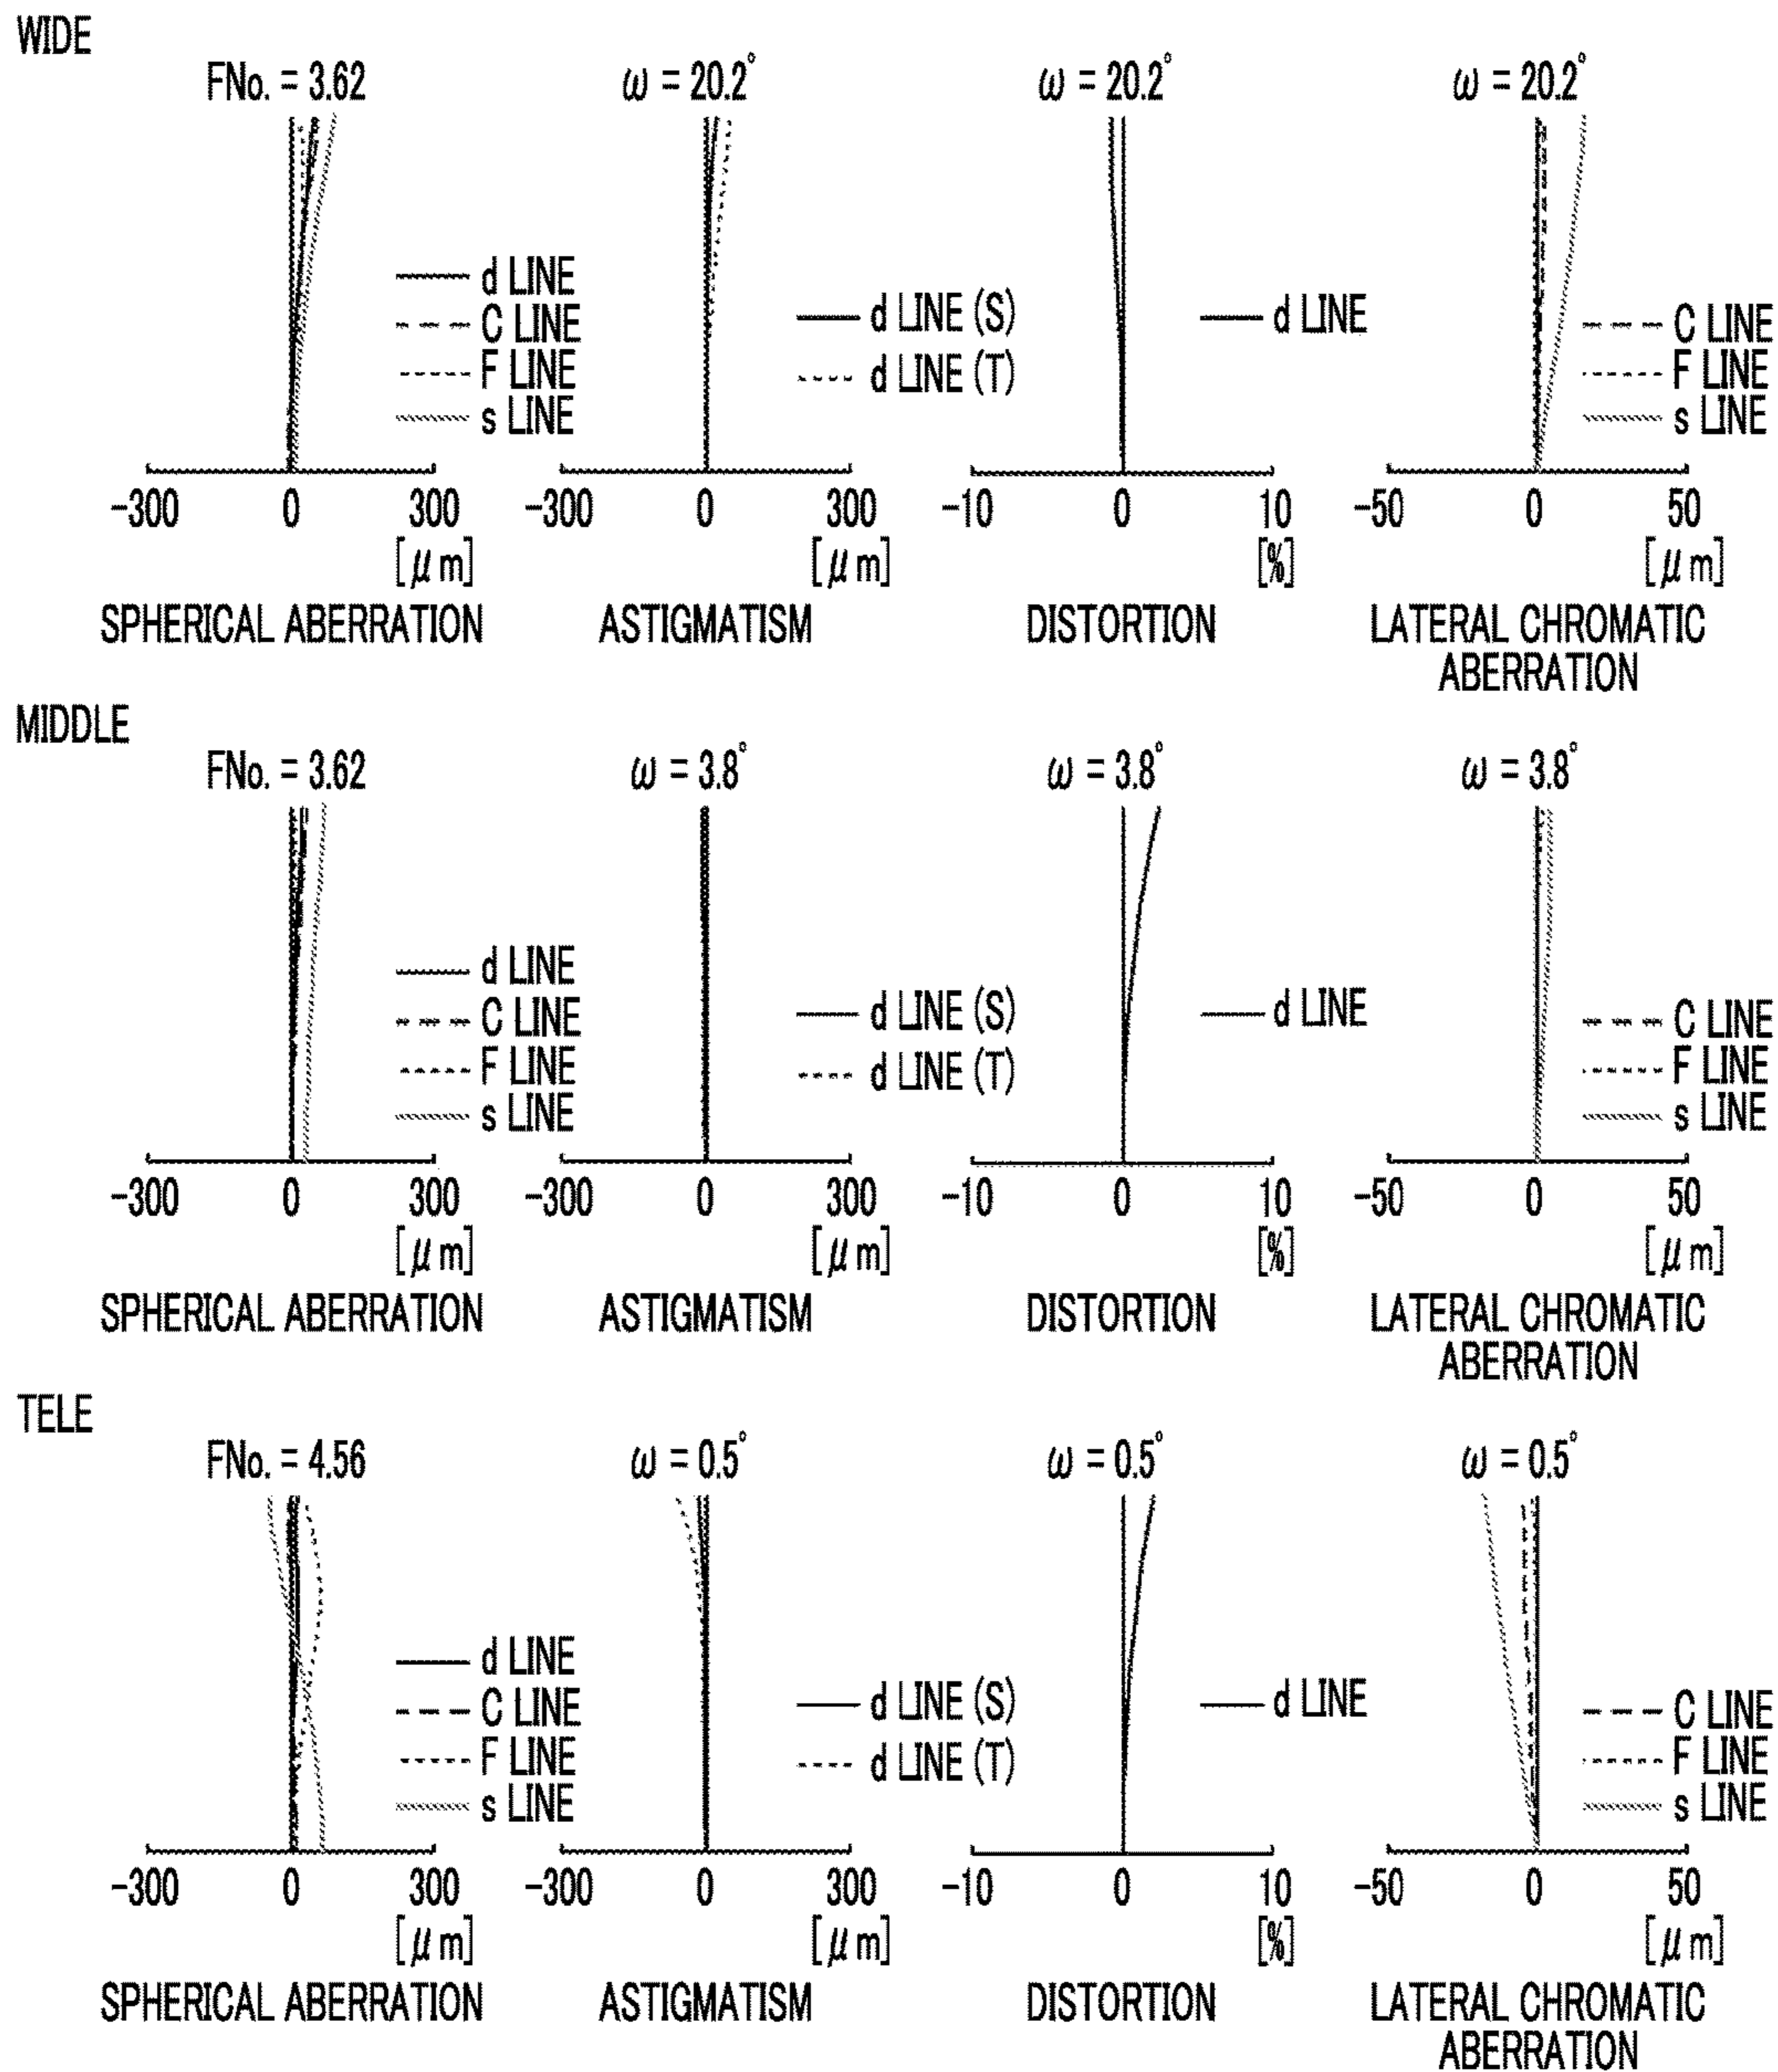 WIDE
FNo. = 3.62
ω = 20.2°
ω = 20.2°
ω = 20.2°
d LINE
C LINE
F LINE
s LINE
d LINE (S)
d LINE (T)
d LINE
C LINE
F LINE
s LINE
-300 0 300
[μm]
-300 0 300
[μm]
-10 0 10
[%]
-50 0 50
[μm]
SPHERICAL ABERRATION
ASTIGMATISM
DISTORTION
LATERAL CHROMATIC
ABERRATION
MIDDLE
FNo. = 3.62
ω = 3.8°
ω = 3.8°
ω = 3.8°
d LINE
C LINE
F LINE
s LINE
d LINE (S)
d LINE (T)
d LINE
C LINE
F LINE
s LINE
-300 0 300
[μm]
-300 0 300
[μm]
-10 0 10
[%]
-50 0 50
[μm]
SPHERICAL ABERRATION
ASTIGMATISM
DISTORTION
LATERAL CHROMATIC
ABERRATION
TELE
FNo. = 4.56
ω = 0.5°
ω = 0.5°
ω = 0.5°
d LINE
C LINE
F LINE
s LINE
d LINE (S)
d LINE (T)
d LINE
C LINE
F LINE
s LINE
-300 0 300
[μm]
-300 0 300
[μm]
-10 0 10
[%]
-50 0 50
[μm]
SPHERICAL ABERRATION
ASTIGMATISM
DISTORTION
LATERAL CHROMATIC
ABERRATION